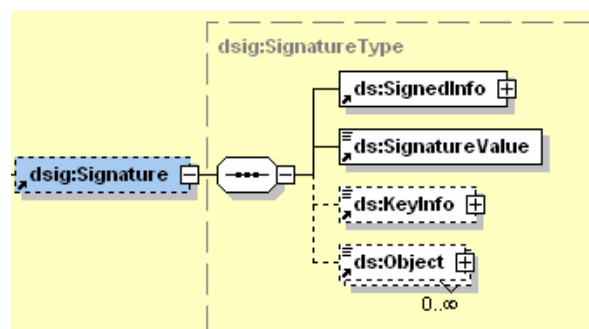 dsig:SignatureType
ds:SignedInfo
ds:SignatureValue
dsig:Signature
ds:KeyInfo
ds:Object
0..∞